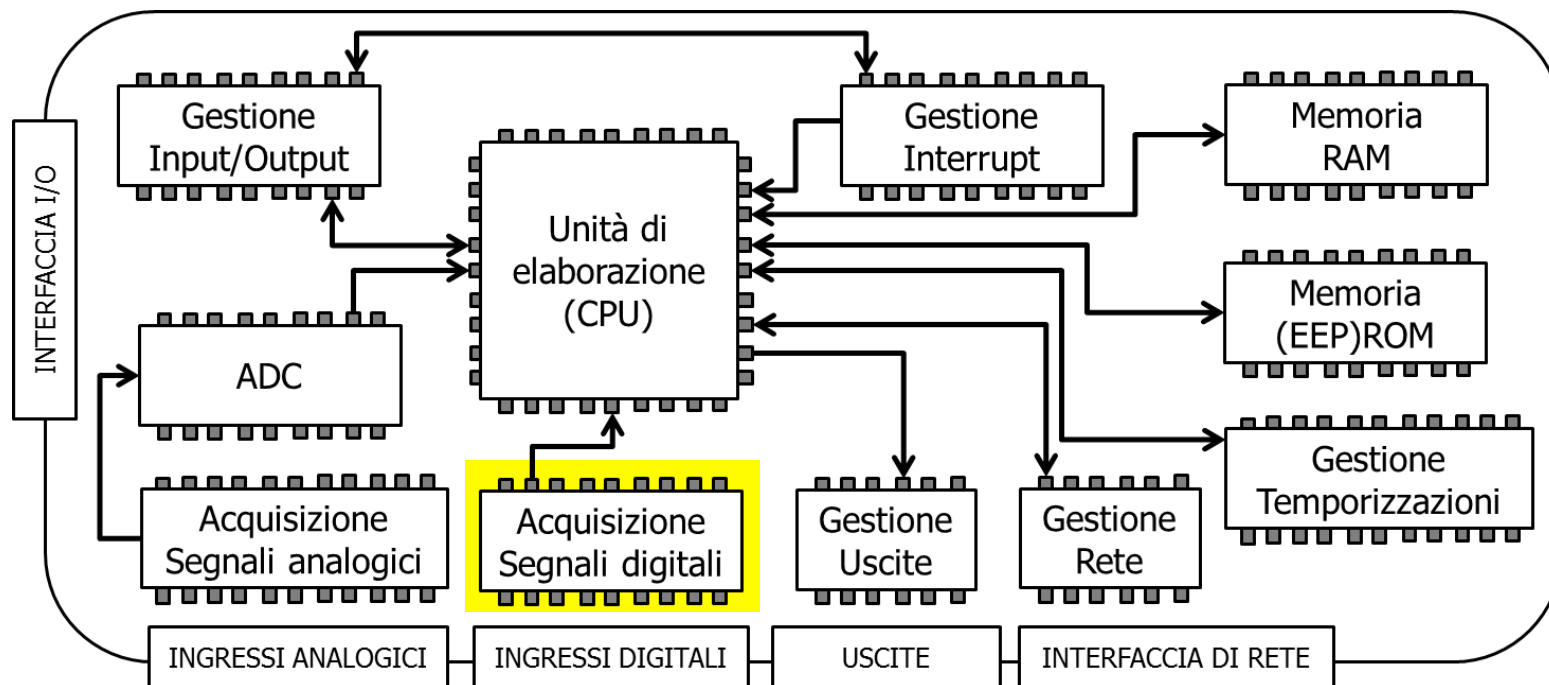 Gestione
Input/Output
Gestione
Interrupt
Memoria
RAM
INTERFACCIA I/O
Unità di
elaborazione
(CPU)
Memoria
(EEP)ROM
ADC
Gestione
Temporizzazioni
Acquisizione
Segnali analogici
Acquisizione
Segnali digitali
Gestione
Uscite
Gestione
Rete
INGRESSI ANALOGICI
INGRESSI DIGITALI
USCITE
INTERFACCIA DI RETE